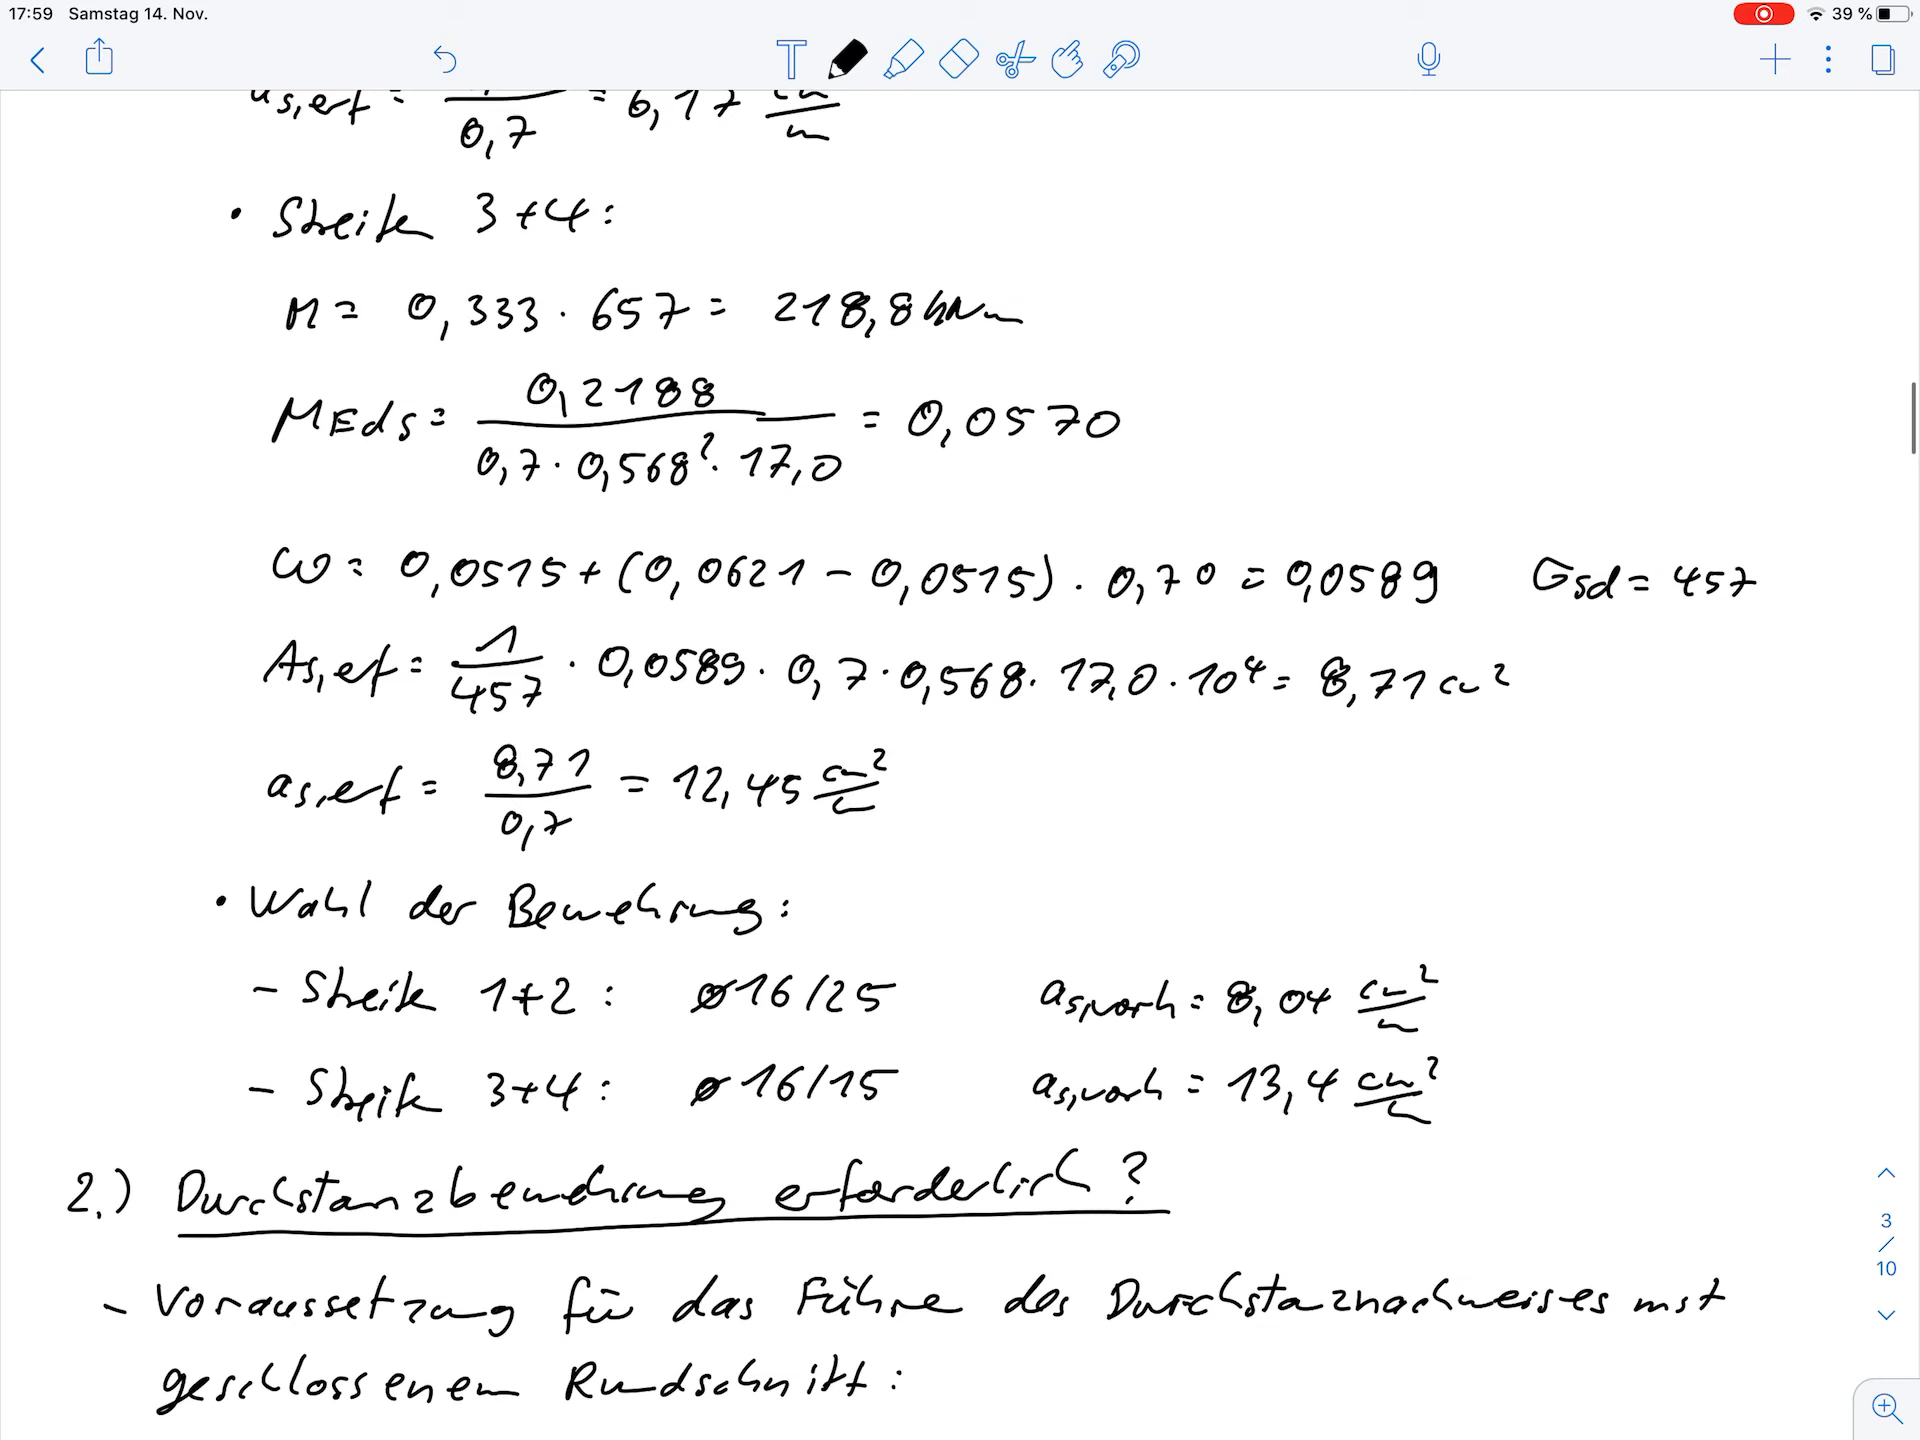 17:59 Samstag 14. Nov. 39 %
as,erf = 0,7 = 6,17 cm/m
• Streifen 3+4:
M = 0,333 · 657 = 218,8 kNm
μEds = 0,2188 / (0,7 · 0,568² · 17,0) = 0,0570
ω = 0,0515 + (0,0621 - 0,0515) · 0,70 = 0,0589 σsd = 457
As,erf = 1/457 · 0,0589 · 0,7 · 0,568 · 17,0 · 10⁴ = 8,71 cm²
as,erf = 8,71/0,7 = 12,45 cm²/m
• Wahl der Bewehrung:
- Streifen 1+2: ø16/25 as,vorh = 8,04 cm²/m
- Streifen 3+4: ø16/15 as,vorh = 13,4 cm²/m
2.) Durchstanzbewehrung erforderlich?
- Voraussetzung für das Führen des Durchstanznachweises mit
geschlossenem Rundschnitt:
3
/
10